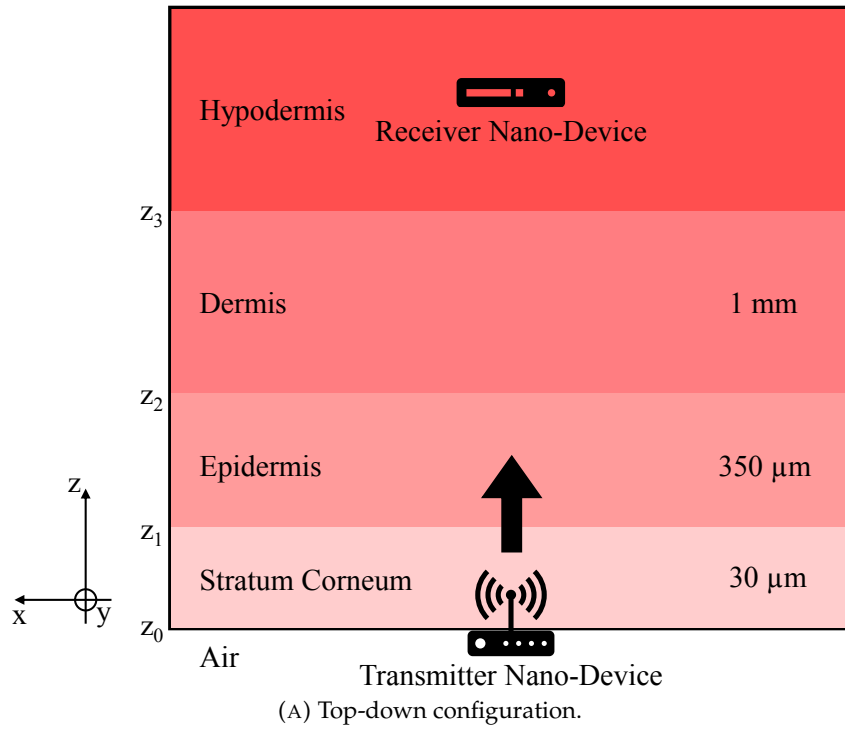 Hypodermis
Receiver Nano-Device
z₃
Dermis 1 mm
z₂
Epidermis 350 µm
z
z₁
Stratum Corneum 30 µm
x y
z₀
Air
Transmitter Nano-Device
(A) Top-down configuration.